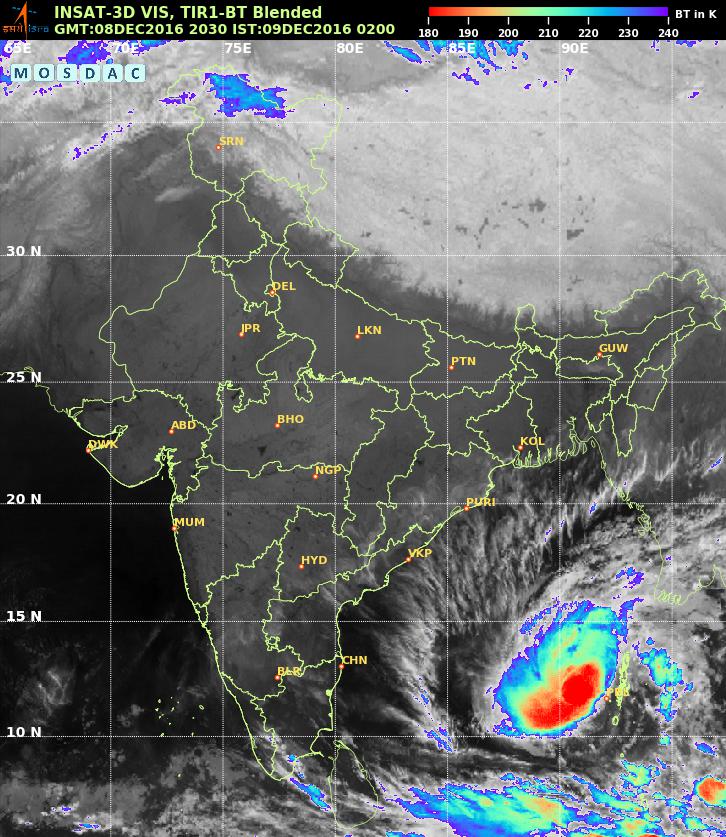 INSAT-3D VIS, TIR1-BT Blended
GMT:08DEC2016 2030 IST:09DEC2016 0200
BT in K
180 190 200 210 220 230 240
65E 70E 75E 80E 85E 90E
M O S D A C
SRN
30 N
DEL
JPR LKN
GUW
PTN
25 N
ABD BHO
DWK KOL
NGP
20 N PURI
MUM
VKP
HYD
15 N
CHN
BLR
10 N